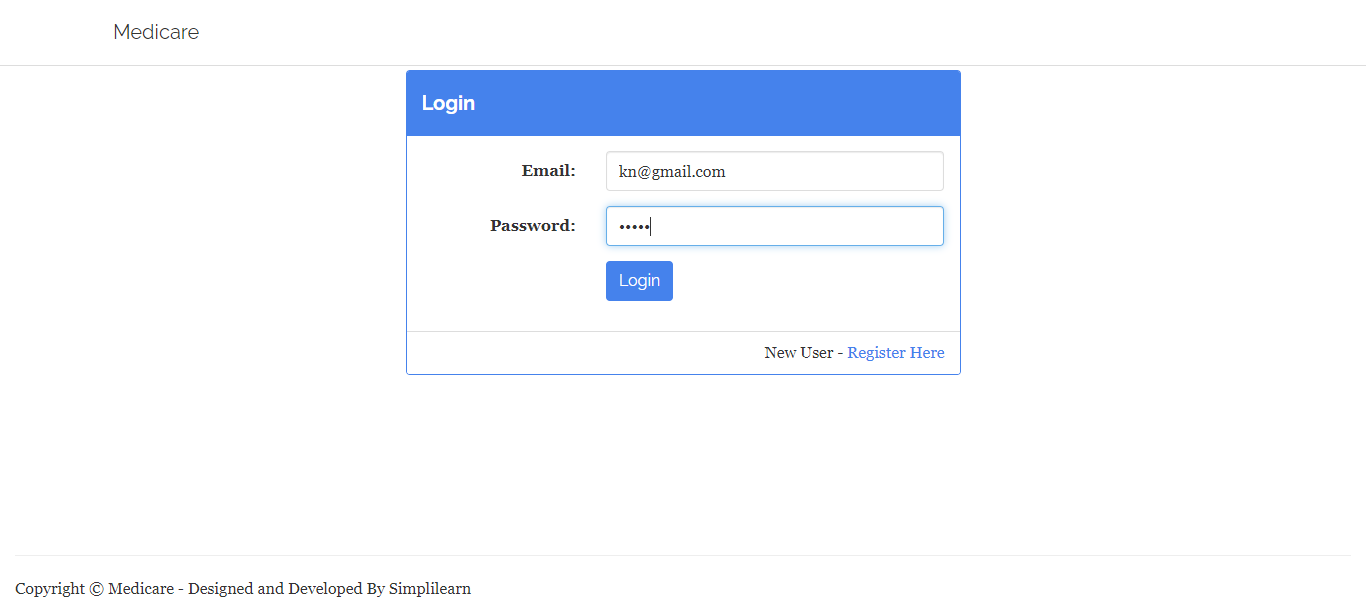 Medicare
Login
Email: kn@gmail.com
Password: •••••
Login
New User - Register Here
Copyright © Medicare - Designed and Developed By Simplilearn